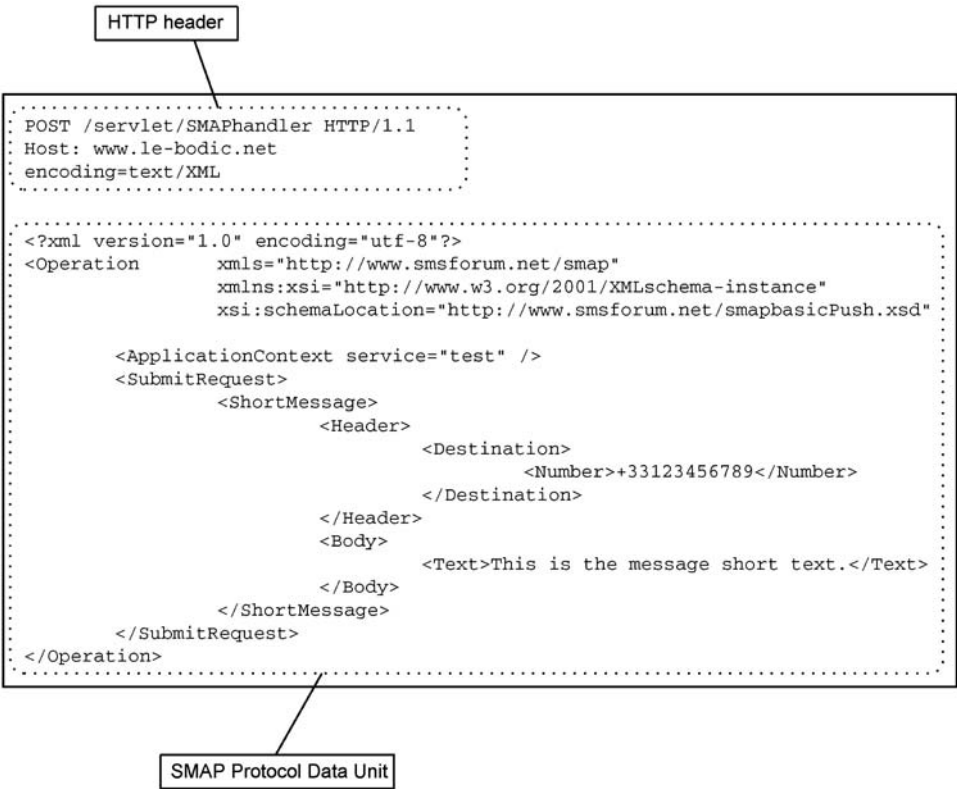 HTTP header
POST /servlet/SMAPhandler HTTP/1.1
Host: www.le-bodic.net
encoding=text/XML
<?xml version="1.0" encoding="utf-8"?>
<Operation xmls="http://www.smsforum.net/smap"
xmlns:xsi="http://www.w3.org/2001/XMLschema-instance"
xsi:schemaLocation="http://www.smsforum.net/smapbasicPush.xsd"
<ApplicationContext service="test" />
<SubmitRequest>
<ShortMessage>
<Header>
<Destination>
<Number>+33123456789</Number>
</Destination>
</Header>
<Body>
<Text>This is the message short text.</Text>
</Body>
</ShortMessage>
</SubmitRequest>
</Operation>
SMAP Protocol Data Unit